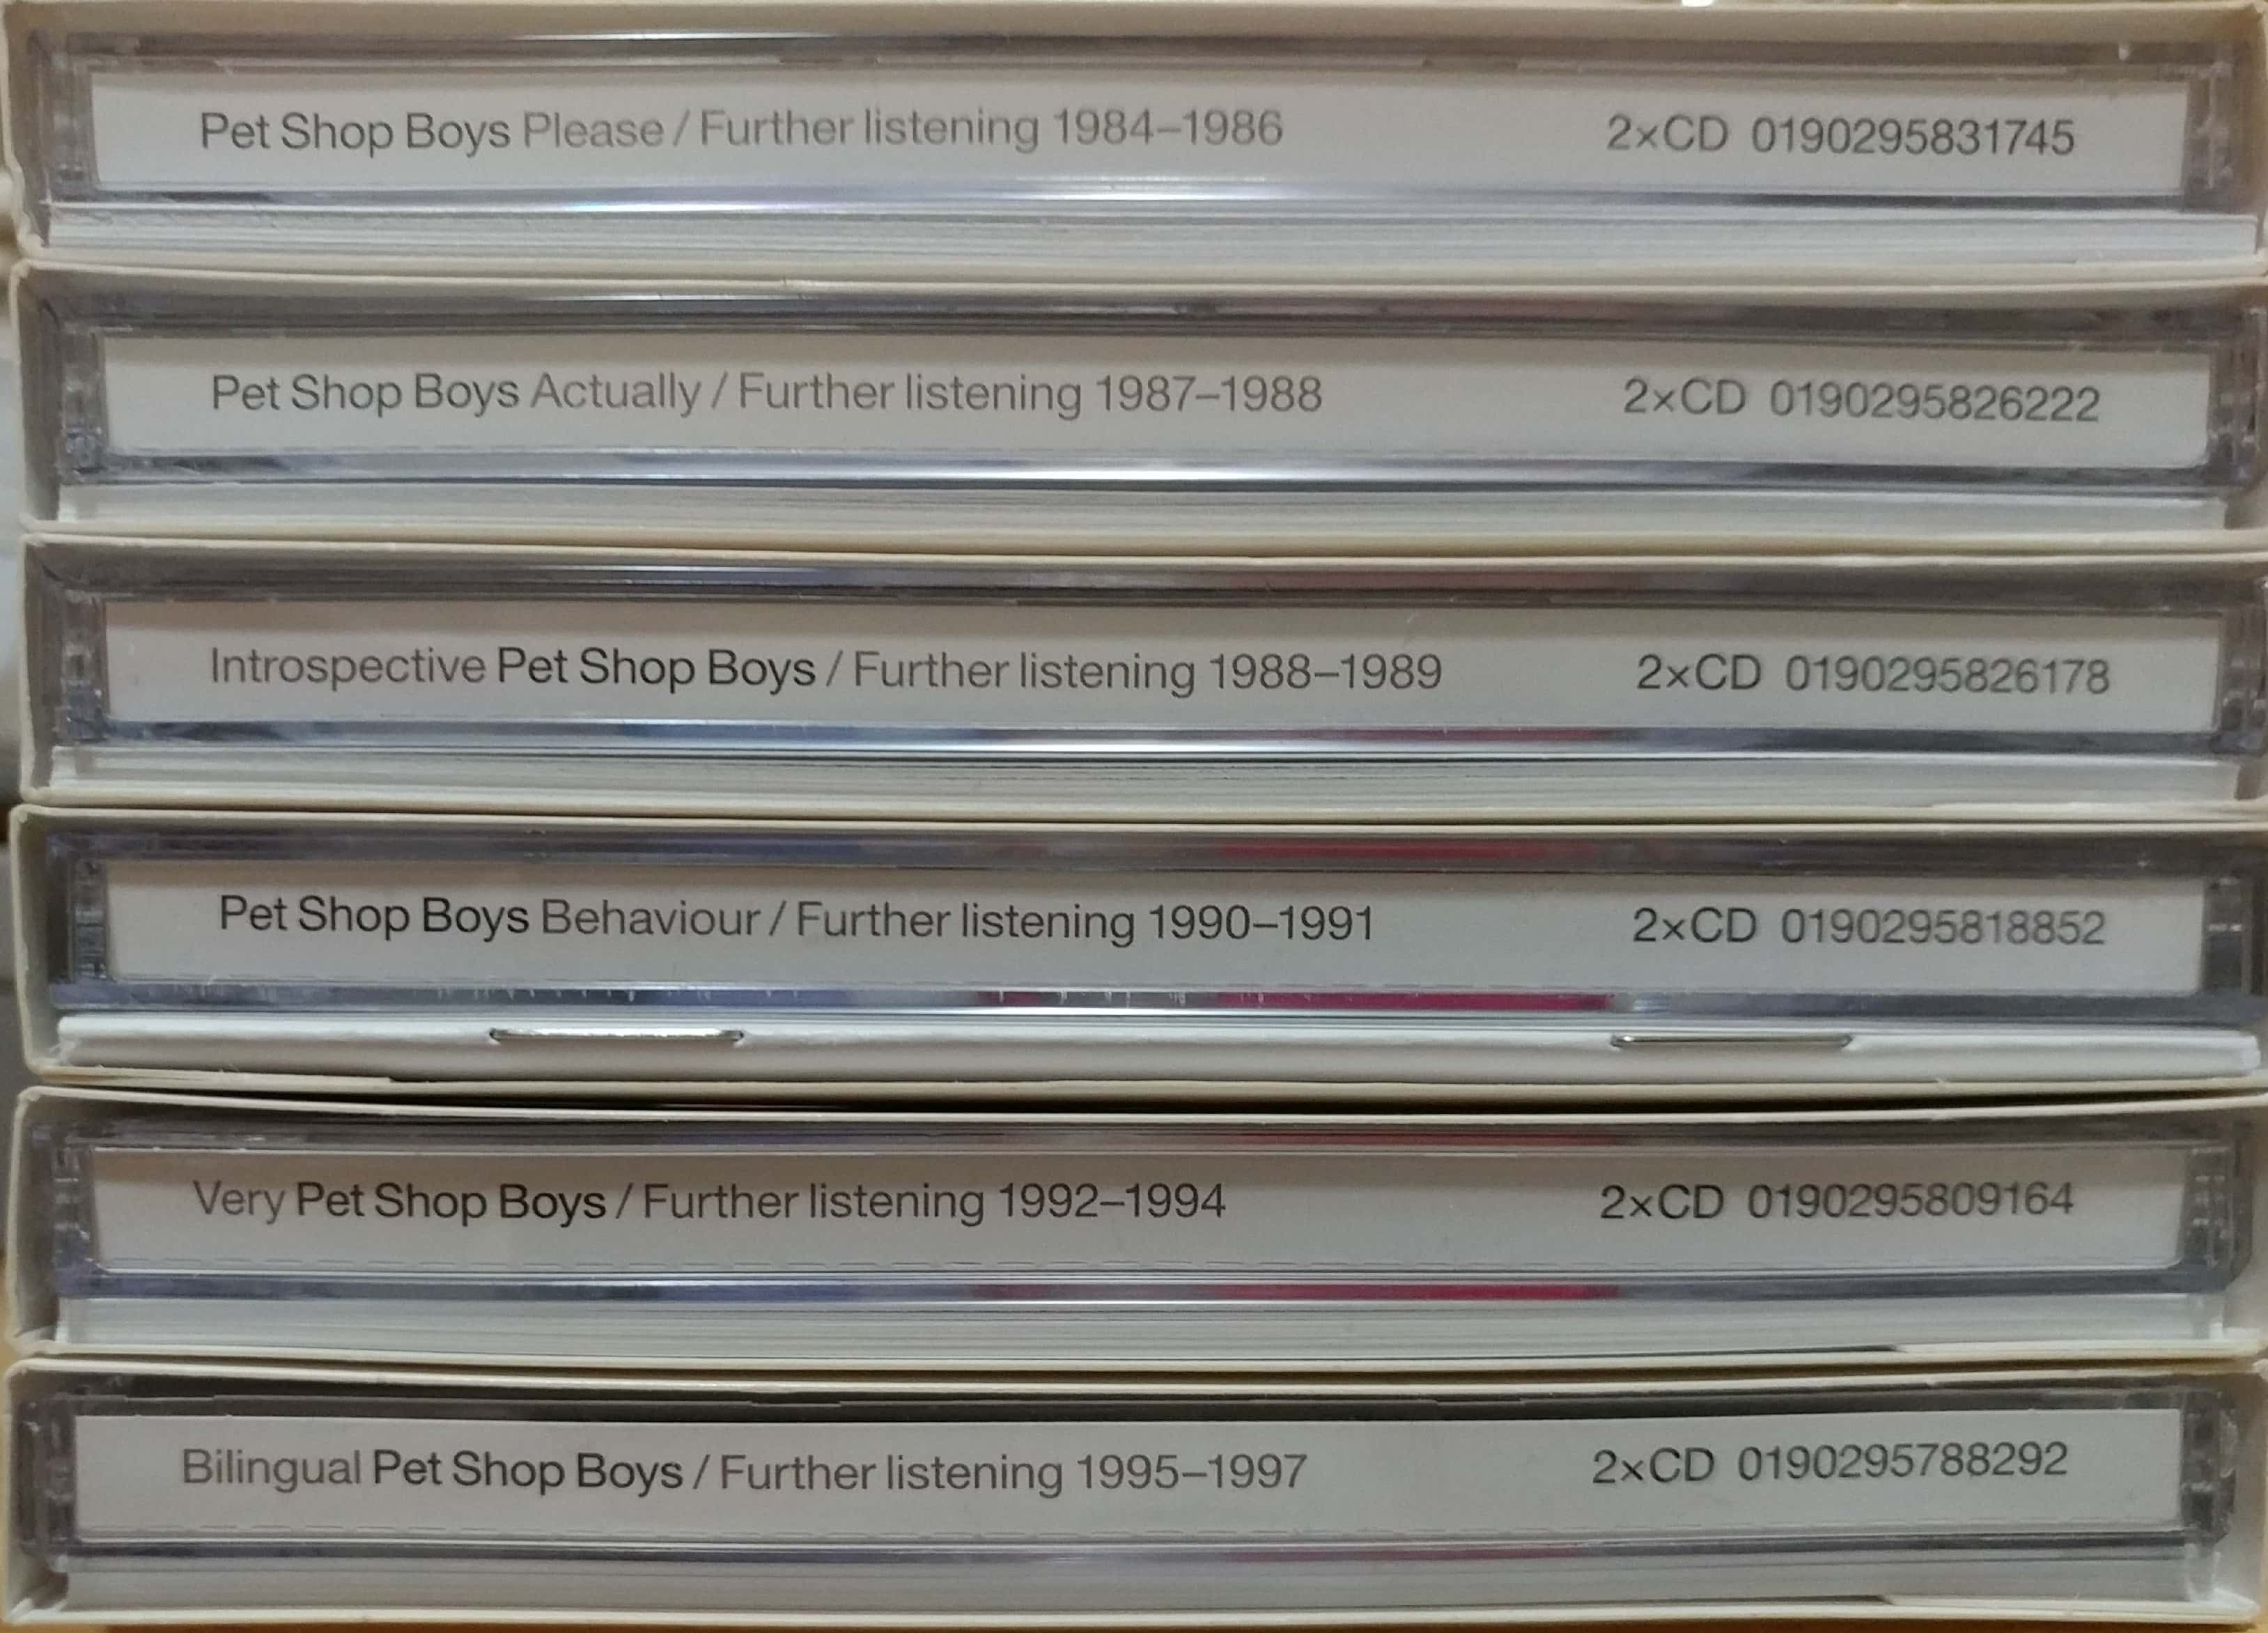 Pet Shop Boys Please / Further listening 1984–1986 2×CD 0190295831745
Pet Shop Boys Actually / Further listening 1987–1988 2×CD 0190295826222
Introspective Pet Shop Boys / Further listening 1988–1989 2×CD 0190295826178
Pet Shop Boys Behaviour / Further listening 1990–1991 2×CD 0190295818852
Very Pet Shop Boys / Further listening 1992–1994 2×CD 0190295809164
Bilingual Pet Shop Boys / Further listening 1995–1997 2×CD 0190295788292